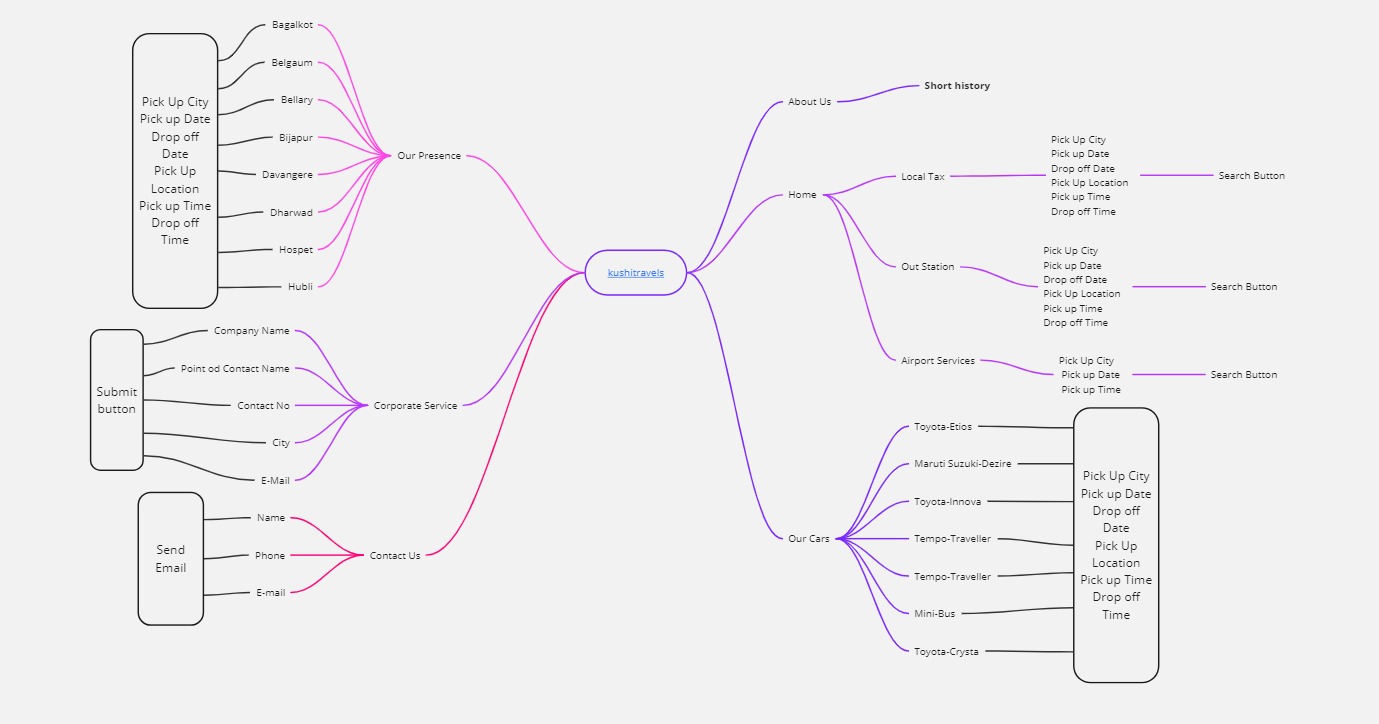 Bagalkot
Belgaum
Bellary
Bijapur
Davangere
Dharwad
Hospet
Hubli
Pick Up City
Pick up Date
Drop off
Date
Pick Up
Location
Pick up Time
Drop off
Time
Our Presence
Company Name
Point od Contact Name
Contact No
City
E-Mail
Submit
button
Corporate Service
Name
Phone
E-mail
Send
Email
Contact Us
kushitravels
About Us
Short history
Home
Local Tax
Pick Up City
Pick up Date
Drop off Date
Pick Up Location
Pick up Time
Drop off Time
Search Button
Out Station
Pick Up City
Pick up Date
Drop off Date
Pick Up Location
Pick up Time
Drop off Time
Search Button
Airport Services
Pick Up City
Pick up Date
Pick up Time
Search Button
Our Cars
Toyota-Etios
Maruti Suzuki-Dezire
Toyota-Innova
Tempo-Traveller
Tempo-Traveller
Mini-Bus
Toyota-Crysta
Pick Up City
Pick up Date
Drop off
Date
Pick Up
Location
Pick up Time
Drop off
Time